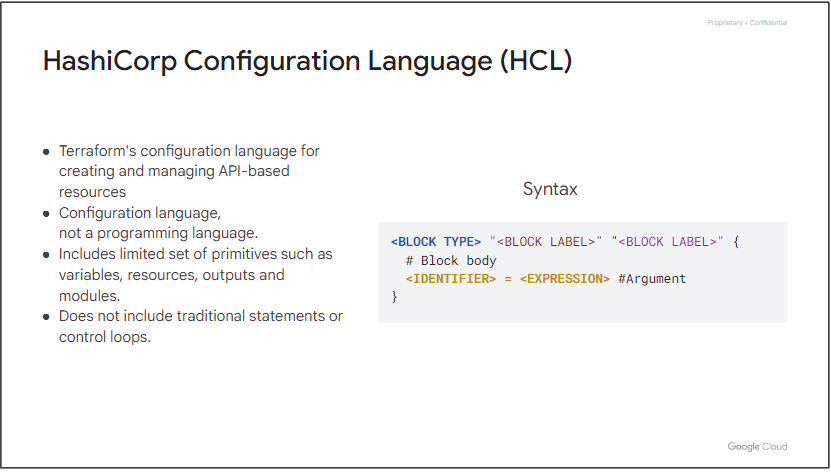 Proprietary + Confidential
HashiCorp Configuration Language (HCL)
● Terraform's configuration language for
creating and managing API-based
resources
● Configuration language,
not a programming language.
● Includes limited set of primitives such as
variables, resources, outputs and
modules.
● Does not include traditional statements or
control loops.
Syntax
<BLOCK TYPE> "<BLOCK LABEL>" "<BLOCK LABEL>" {
# Block body
<IDENTIFIER> = <EXPRESSION> #Argument
}
Google Cloud